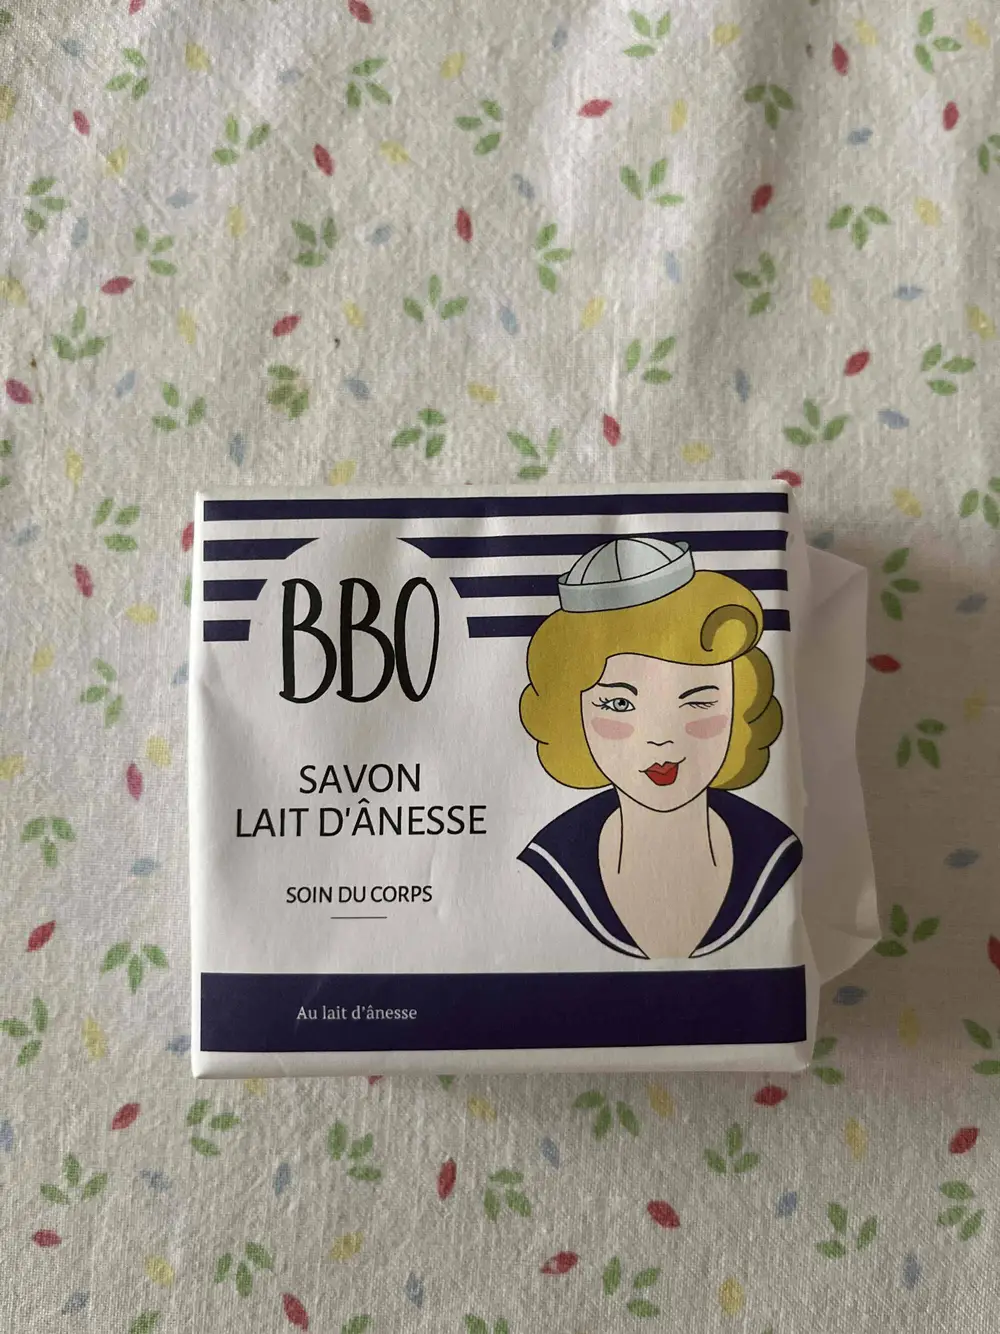 BBO
SAVON
LAIT D'ÂNESSE
SOIN DU CORPS
Au lait d'ânesse